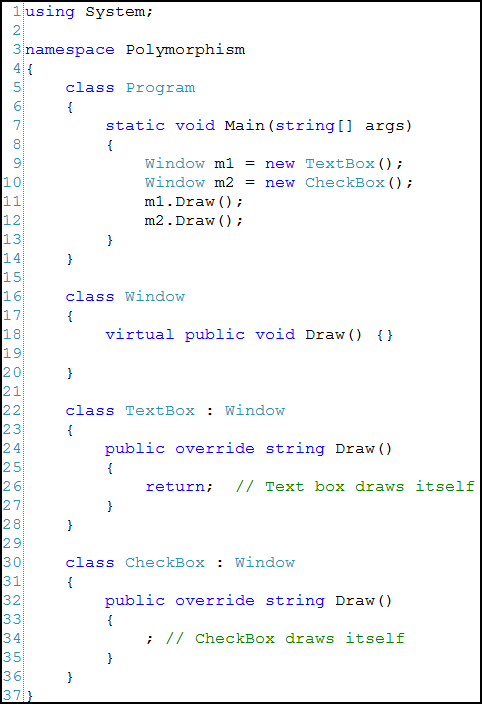 1using System;
2
3namespace Polymorphism
4{
5    class Program
6    {
7        static void Main(string[] args)
8        {
9            Window m1 = new TextBox();
10            Window m2 = new CheckBox();
11            m1.Draw();
12            m2.Draw();
13        }
14    }
15
16    class Window
17    {
18        virtual public void Draw() {}
19
20    }
21
22    class TextBox : Window
23    {
24        public override string Draw()
25        {
26            return;  // Text box draws itself
27        }
28    }
29
30    class CheckBox : Window
31    {
32        public override string Draw()
33        {
34            ; // CheckBox draws itself
35        }
36    }
37}